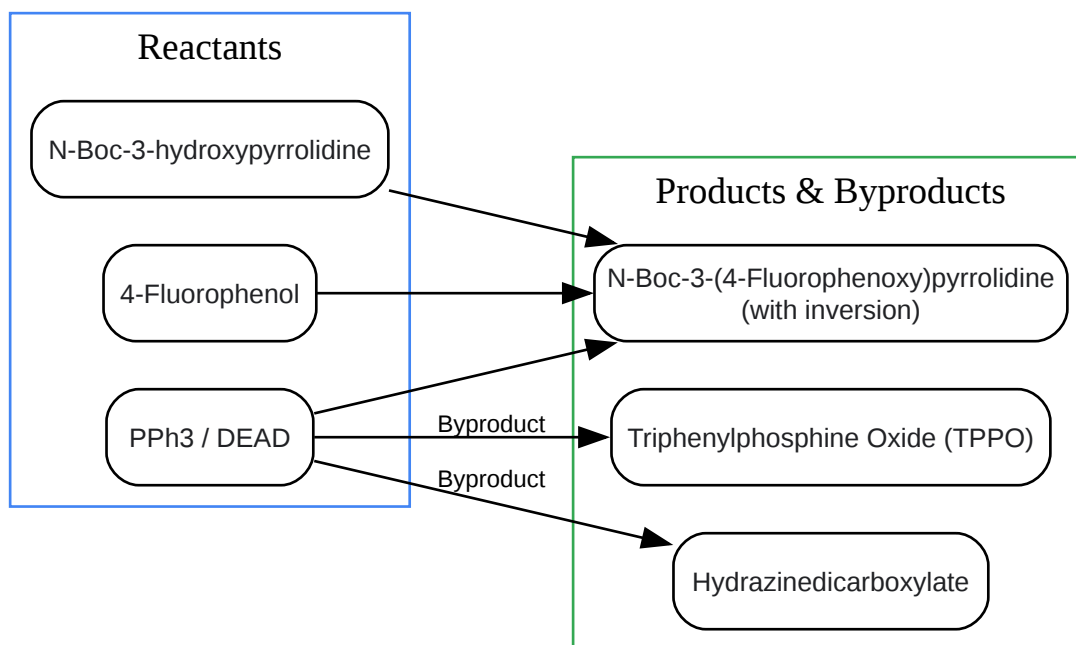 Reactants
N-Boc-3-hydroxypyrrolidine
4-Fluorophenol
PPh3 / DEAD
Byproduct
Byproduct
Products & Byproducts
N-Boc-3-(4-Fluorophenoxy)pyrrolidine
(with inversion)
Triphenylphosphine Oxide (TPPO)
Hydrazinedicarboxylate